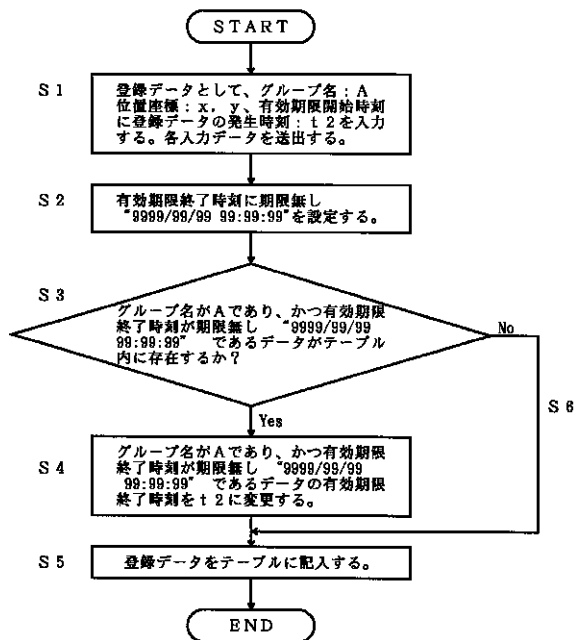 START
S1
登録データとして、グループ名:A
位置座標:x,y、有効期限開始時刻
に登録データの発生時刻:t2を入力
する。各入力データを送出する。
S2
有効期限終了時刻に期限無し
"9999/99/99 99:99:99"を設定する。
S3
グループ名がAであり、かつ有効期限
終了時刻が期限無し "9999/99/99
99:99:99" であるデータがテーブル
内に存在するか?
No
S6
Yes
S4
グループ名がAであり、かつ有効期限
終了時刻が期限無し "9999/99/99
99:99:99" であるデータの有効期限
終了時刻をt2に変更する。
S5
登録データをテーブルに記入する。
END